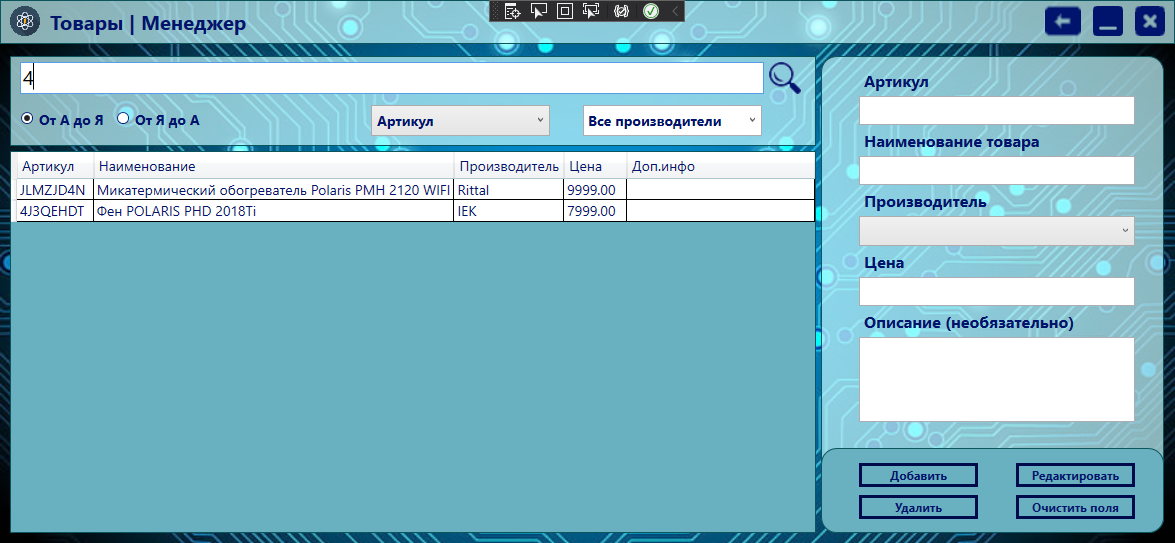 Товары | Менеджер
4
От А до Я От Я до А Артикул Все производители
Артикул Наименование Производитель Цена Доп.инфо
JLMZJD4N Микатермический обогреватель Polaris PMH 2120 WIFI Rittal 9999.00
4J3QEHDT Фен POLARIS PHD 2018Ti IEK 7999.00
Артикул
Наименование товара
Производитель
Цена
Описание (необязательно)
Добавить Редактировать
Удалить Очистить поля